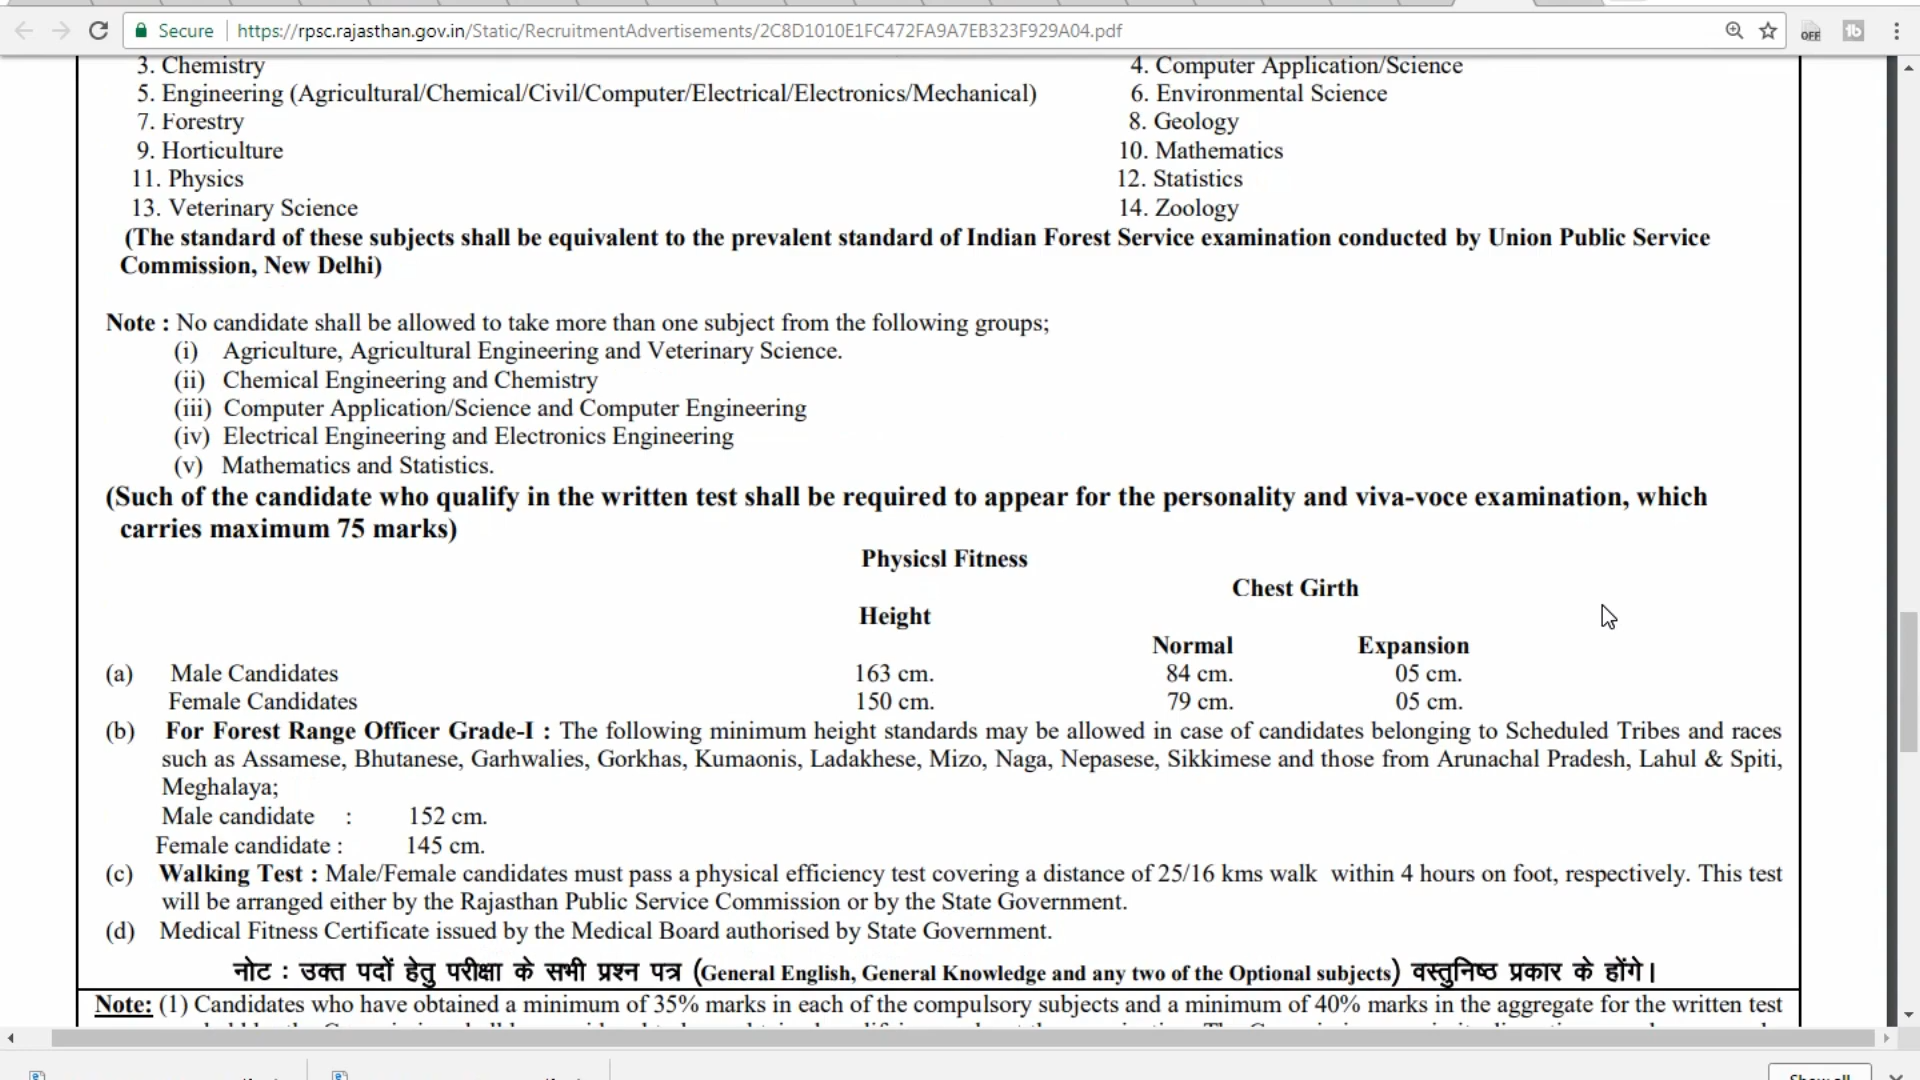 Secure https://rpsc.rajasthan.gov.in/Static/RecruitmentAdvertisements/2C8D1010E1FC472FA9A7EB323F929A04.pdf OFF
3. Chemistry 4. Computer Application/Science
5. Engineering (Agricultural/Chemical/Civil/Computer/Electrical/Electronics/Mechanical) 6. Environmental Science
7. Forestry 8. Geology
9. Horticulture 10. Mathematics
11. Physics 12. Statistics
13. Veterinary Science 14. Zoology
(The standard of these subjects shall be equivalent to the prevalent standard of Indian Forest Service examination conducted by Union Public Service
Commission, New Delhi)
Note : No candidate shall be allowed to take more than one subject from the following groups;
(i) Agriculture, Agricultural Engineering and Veterinary Science.
(ii) Chemical Engineering and Chemistry
(iii) Computer Application/Science and Computer Engineering
(iv) Electrical Engineering and Electronics Engineering
(v) Mathematics and Statistics.
(Such of the candidate who qualify in the written test shall be required to appear for the personality and viva-voce examination, which
carries maximum 75 marks)
Physicsl Fitness
Chest Girth
Height
Normal Expansion
(a) Male Candidates 163 cm. 84 cm. 05 cm.
Female Candidates 150 cm. 79 cm. 05 cm.
(b) For Forest Range Officer Grade-I : The following minimum height standards may be allowed in case of candidates belonging to Scheduled Tribes and races
such as Assamese, Bhutanese, Garhwalies, Gorkhas, Kumaonis, Ladakhese, Mizo, Naga, Nepasese, Sikkimese and those from Arunachal Pradesh, Lahul & Spiti,
Meghalaya;
Male candidate : 152 cm.
Female candidate : 145 cm.
(c) Walking Test : Male/Female candidates must pass a physical efficiency test covering a distance of 25/16 kms walk within 4 hours on foot, respectively. This test
will be arranged either by the Rajasthan Public Service Commission or by the State Government.
(d) Medical Fitness Certificate issued by the Medical Board authorised by State Government.
नोट : उक्त पदों हेतु परीक्षा के सभी प्रश्न पत्र (General English, General Knowledge and any two of the Optional subjects) वस्तुनिष्ठ प्रकार के होंगे।
Note: (1) Candidates who have obtained a minimum of 35% marks in each of the compulsory subjects and a minimum of 40% marks in the aggregate for the written test
Show all